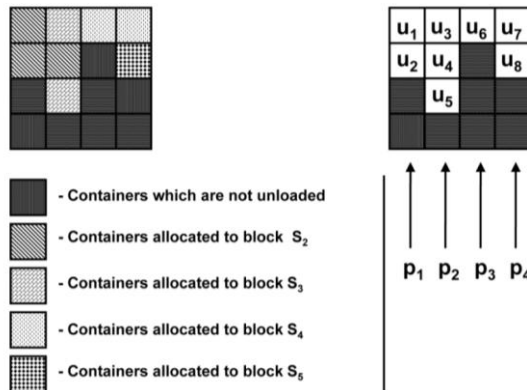 u1 u3 u6 u7
u2 u4 u8
u5
- Containers which are not unloaded
- Containers allocated to block S2
- Containers allocated to block S3
- Containers allocated to block S4
- Containers allocated to block S5
p1 p2 p3 p4